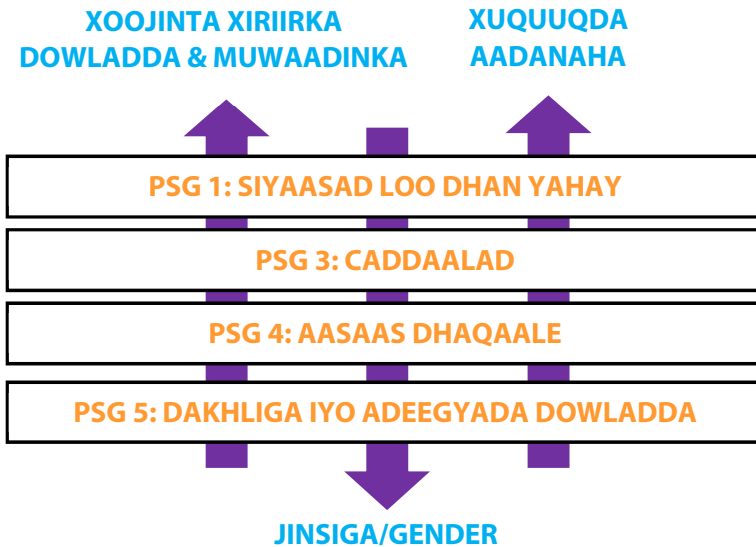 XOOJINTA XIRIIRKA
DOWLADDA & MUWAADINKA
XUQUUQDA
AADANAHA
PSG 1: SIYAASAD LOO DHAN YAHAY
PSG 3: CADDAALAD
PSG 4: AASAAS DHAQAALE
PSG 5: DAKHLIGA IYO ADEEGYADA DOWLADDA
JINSIGA/GENDER